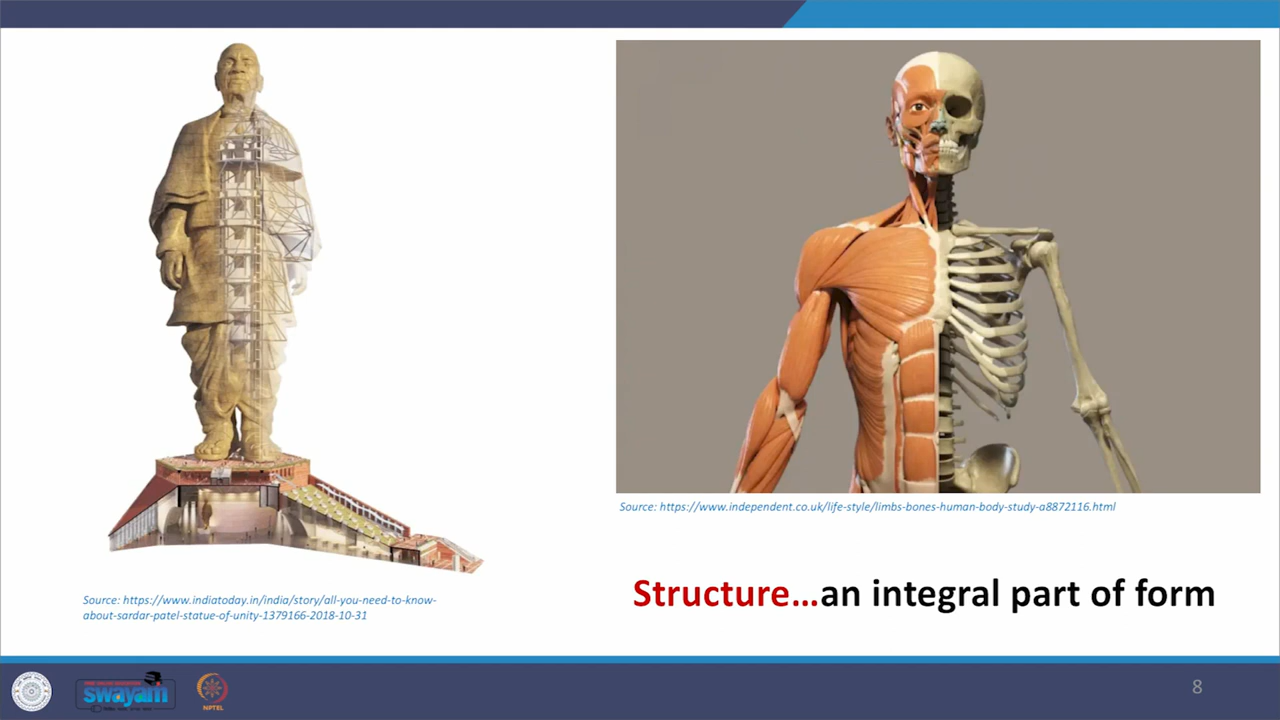 Source: https://www.independent.co.uk/life-style/limbs-bones-human-body-study-a8872116.html
Structure...an integral part of form
Source: https://www.indiatoday.in/india/story/all-you-need-to-know-
about-sardar-patel-statue-of-unity-1379166-2018-10-31
swayam
NPTEL
8